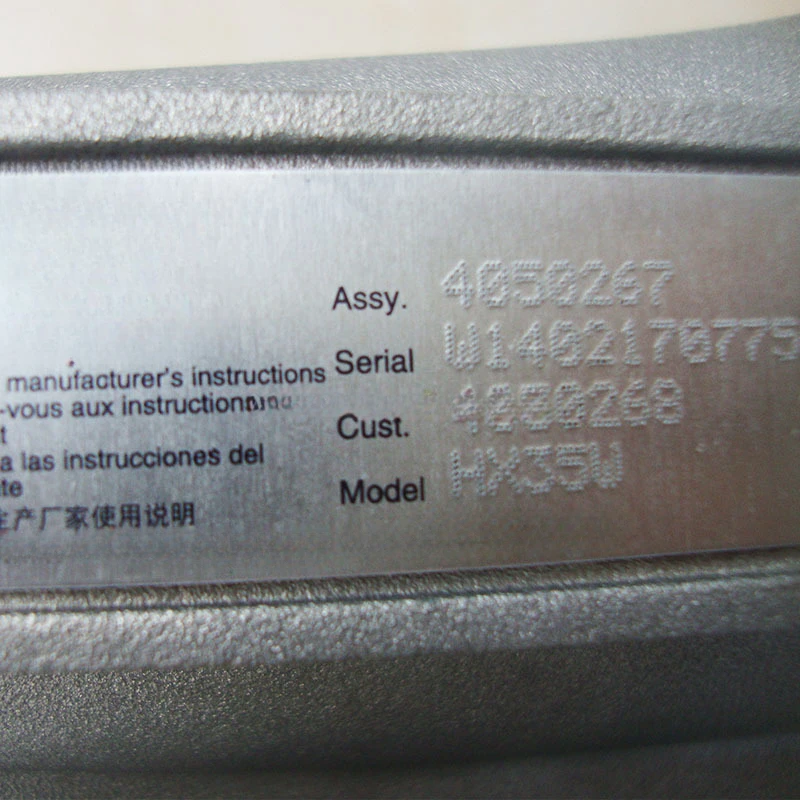 manufacturer's instructions
-vous aux instructions
t
a las instrucciones del
te
生产厂家使用说明
Assy. 4050267
Serial W1402170775
Cust. 4050268
Model HX35W